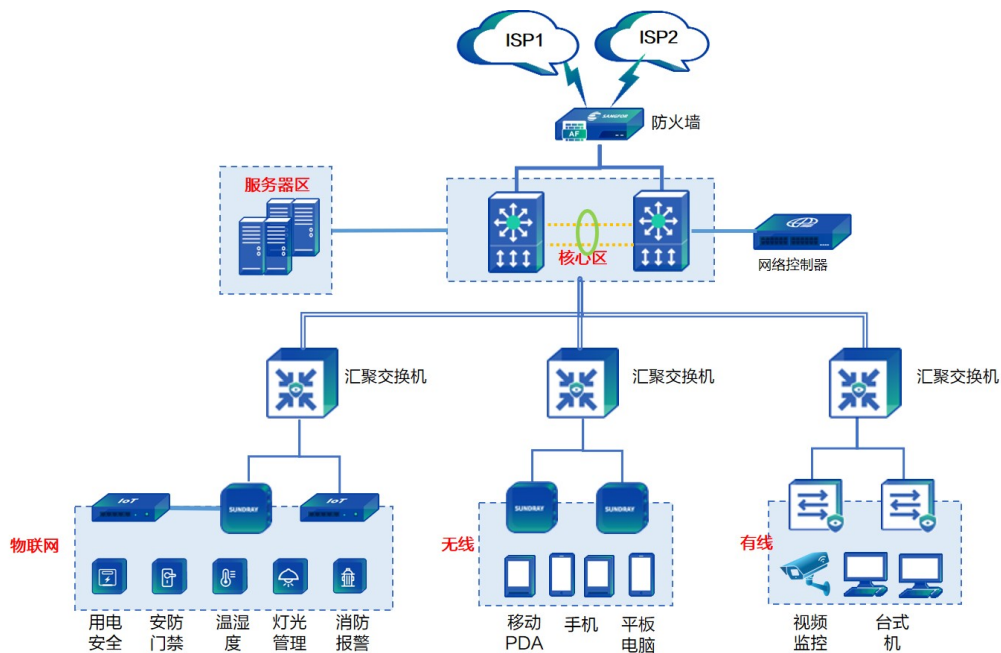 ISP1
ISP2
SANGFOR
AF
防火墙
服务器区
核心区
网络控制器
汇聚交换机
汇聚交换机
汇聚交换机
IoT
SUNDRAY
IoT
SUNDRAY
SUNDRAY
物联网
无线
有线
用电
安全
安防
门禁
温湿
度
灯光
管理
消防
报警
移动
PDA
手机
平板
电脑
视频
监控
台式
机